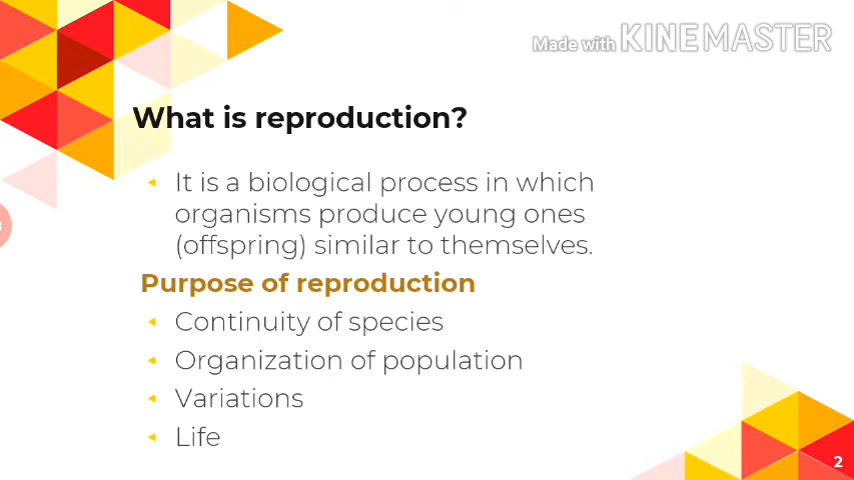 Made with KINEMASTER
What is reproduction?
It is a biological process in which
organisms produce young ones
(offspring) similar to themselves.
Purpose of reproduction
Continuity of species
Organization of population
Variations
Life
2